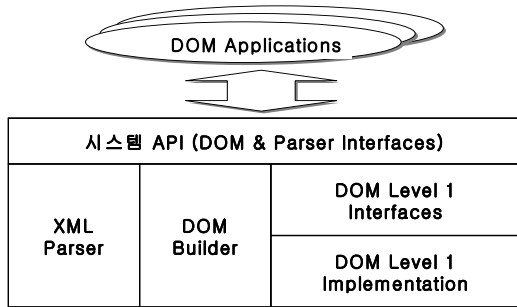 DOM Applications
시스템 API (DOM & Parser Interfaces)
XML
Parser
DOM
Builder
DOM Level 1
Interfaces
DOM Level 1
Implementation